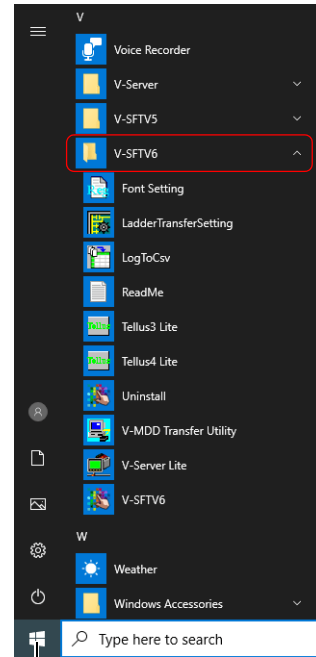 V
Voice Recorder
V-Server
V-SFTV5
V-SFTV6
Font Setting
LadderTransferSetting
LogToCsv
ReadMe
Tellus3 Lite
Tellus4 Lite
Uninstall
V-MDD Transfer Utility
V-Server Lite
V-SFTV6
W
Weather
Windows Accessories
Type here to search